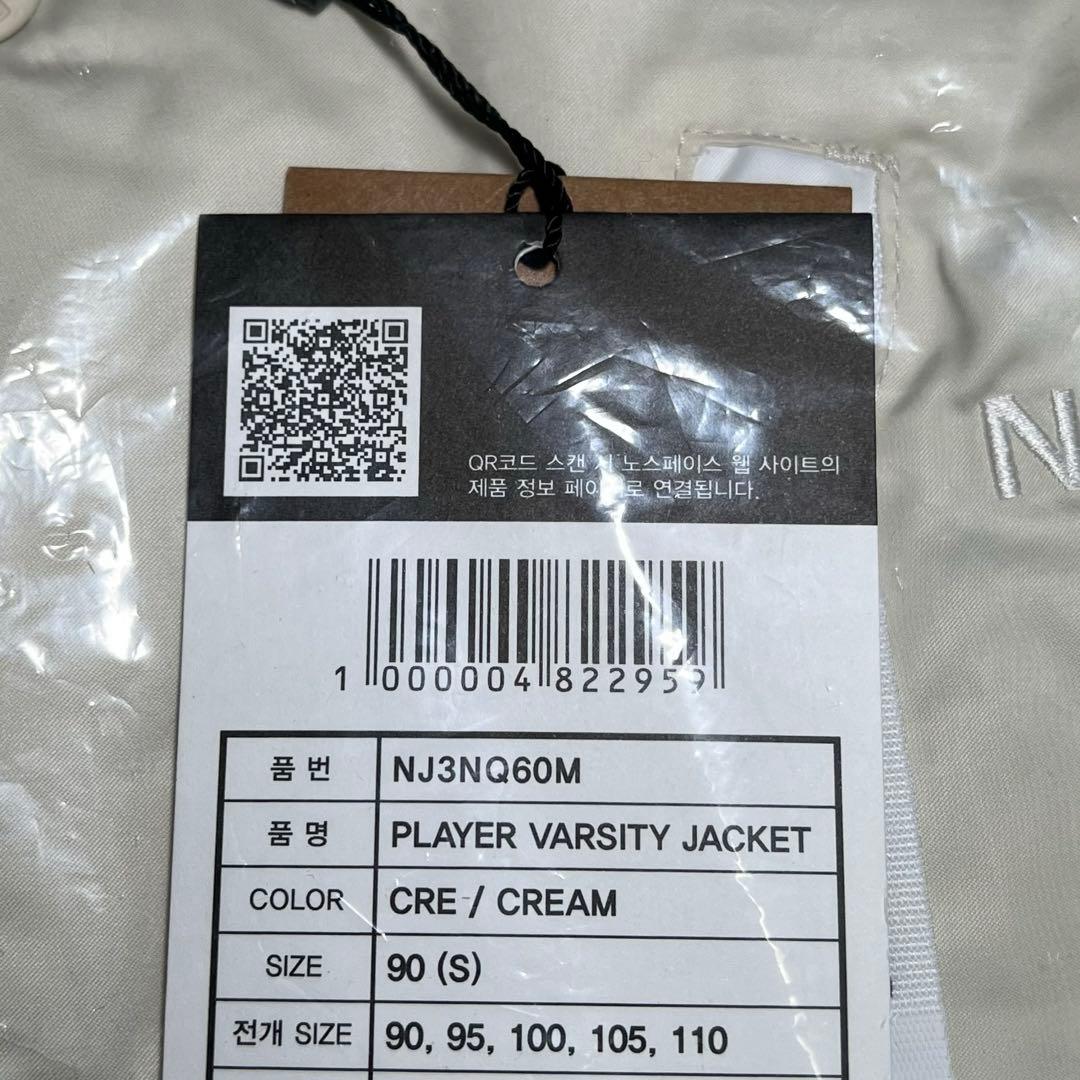 QR코드 스캔 시 노스페이스 웹 사이트의
제품 정보 페이지로 연결됩니다.
N
1 000004 822959
품 번 NJ3NQ60M
품 명 PLAYER VARSITY JACKET
COLOR CRE / CREAM
SIZE 90 (S)
전개 SIZE 90, 95, 100, 105, 110